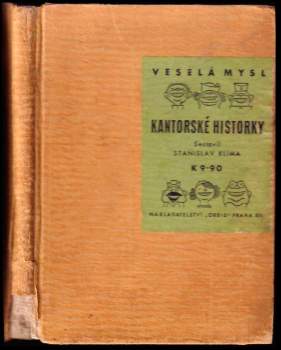 VESELÁ MYSL
KANTORSKÉ HISTORKY
Sestavil
STANISLAV KLÍMA
K 9·90
NAKLADATELSTVÍ „ORBIS" PRAHA XII